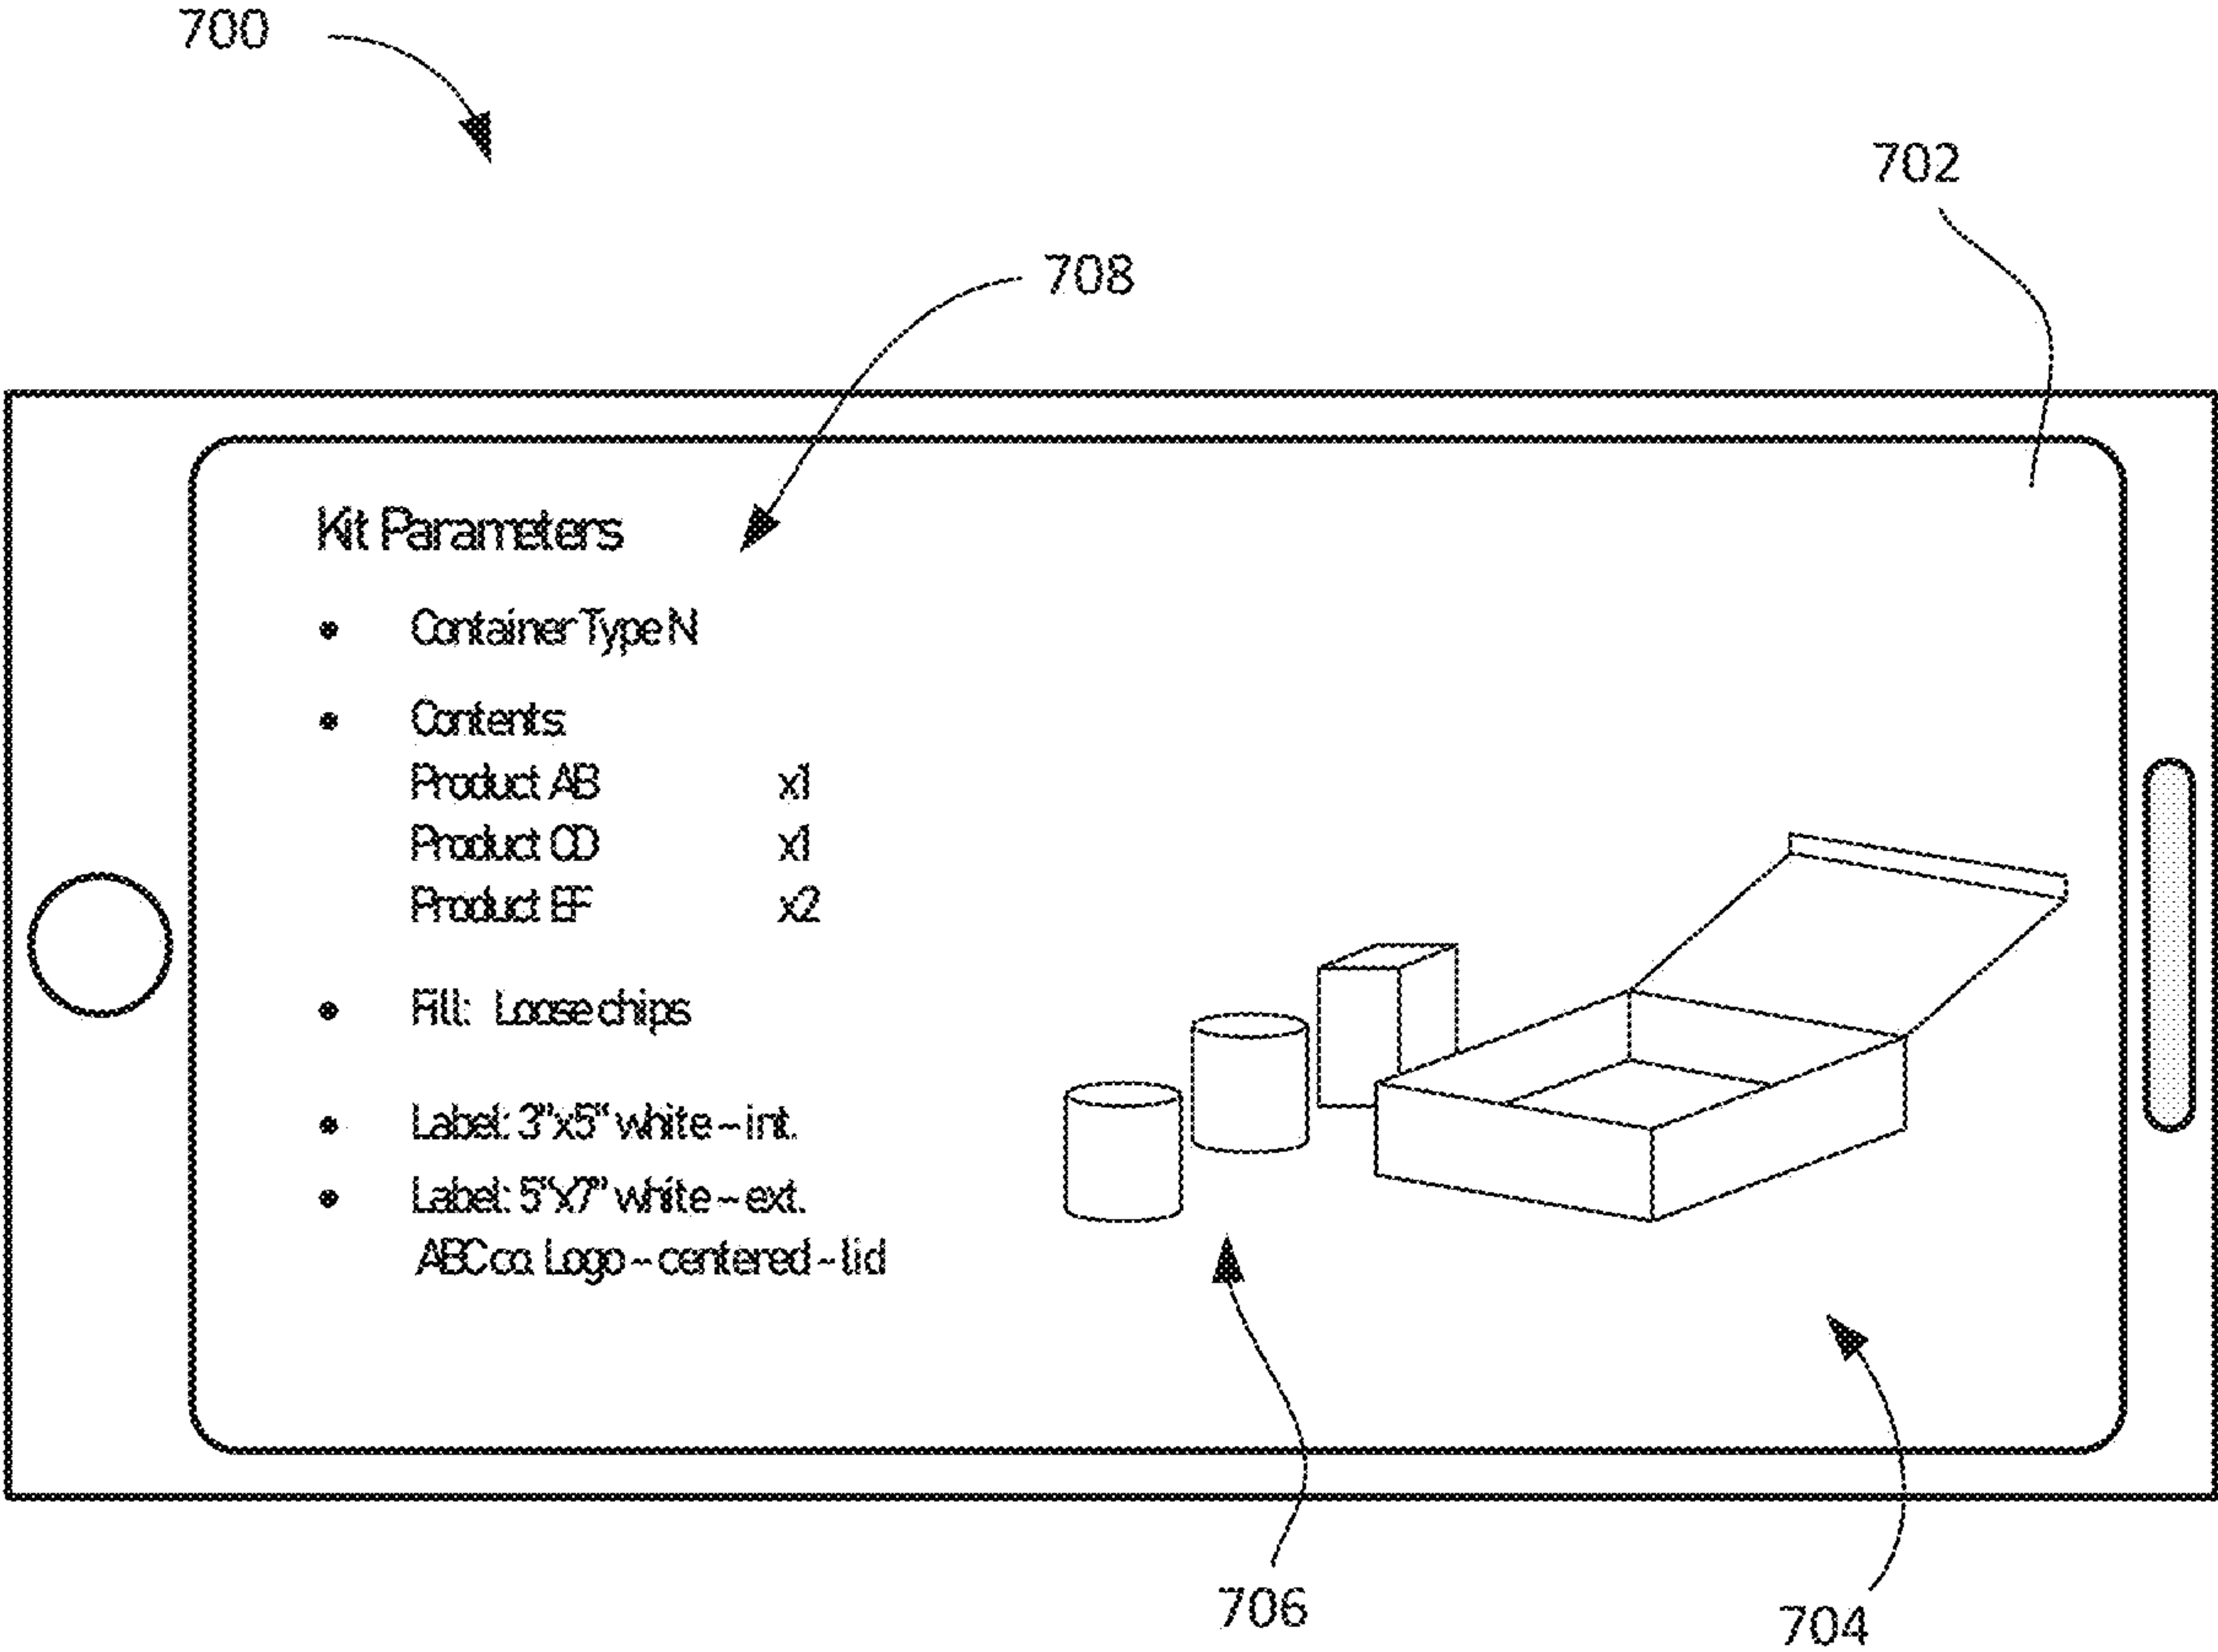 700
702
708
Kit Parameters
• Container Type N
• Contents:
Product AB x1
Product CD x1
Product EF x2
• Fill: Loose chips
• Label: 3"x5" white – int.
• Label: 5"x7" white – ext.
ABC co. Logo – centered – lid
706
704